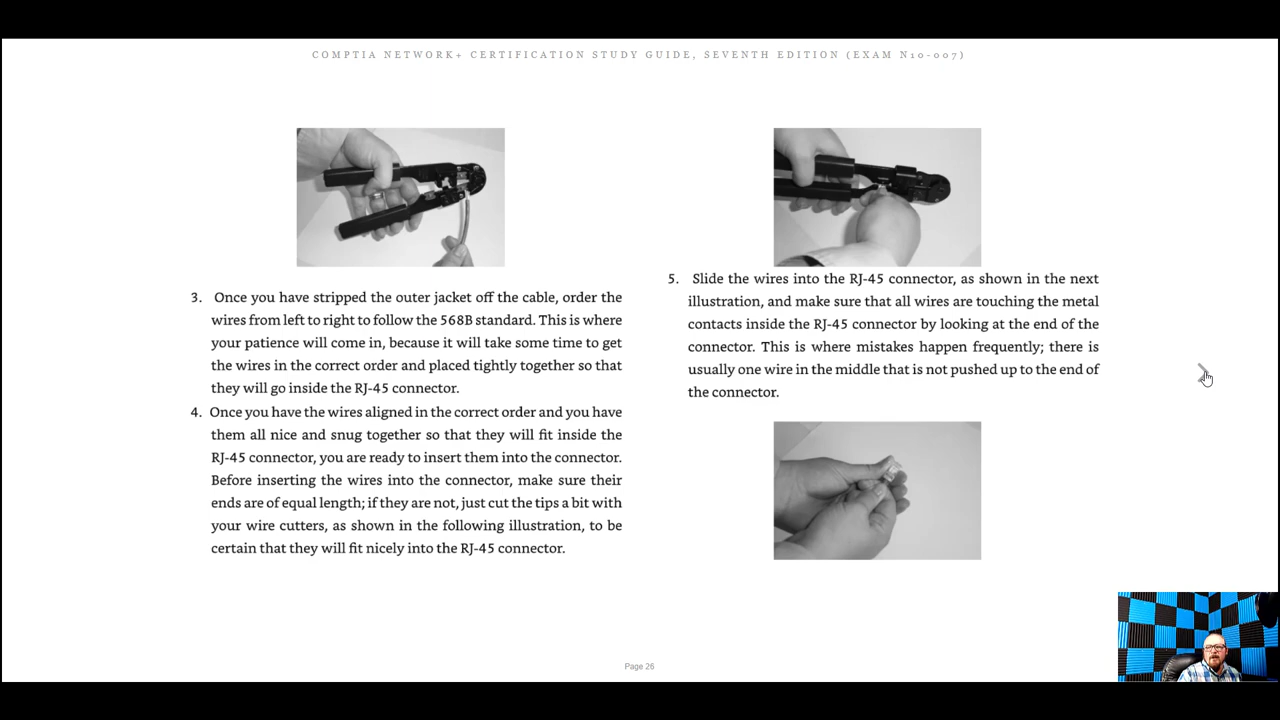 COMPTIA NETWORK+ CERTIFICATION STUDY GUIDE, SEVENTH EDITION (EXAM N10-007)
3. Once you have stripped the outer jacket off the cable, order the
wires from left to right to follow the 568B standard. This is where
your patience will come in, because it will take some time to get
the wires in the correct order and placed tightly together so that
they will go inside the RJ-45 connector.
4. Once you have the wires aligned in the correct order and you have
them all nice and snug together so that they will fit inside the
RJ-45 connector, you are ready to insert them into the connector.
Before inserting the wires into the connector, make sure their
ends are of equal length; if they are not, just cut the tips a bit with
your wire cutters, as shown in the following illustration, to be
certain that they will fit nicely into the RJ-45 connector.
5. Slide the wires into the RJ-45 connector, as shown in the next
illustration, and make sure that all wires are touching the metal
contacts inside the RJ-45 connector by looking at the end of the
connector. This is where mistakes happen frequently; there is
usually one wire in the middle that is not pushed up to the end of
the connector.
Page 26